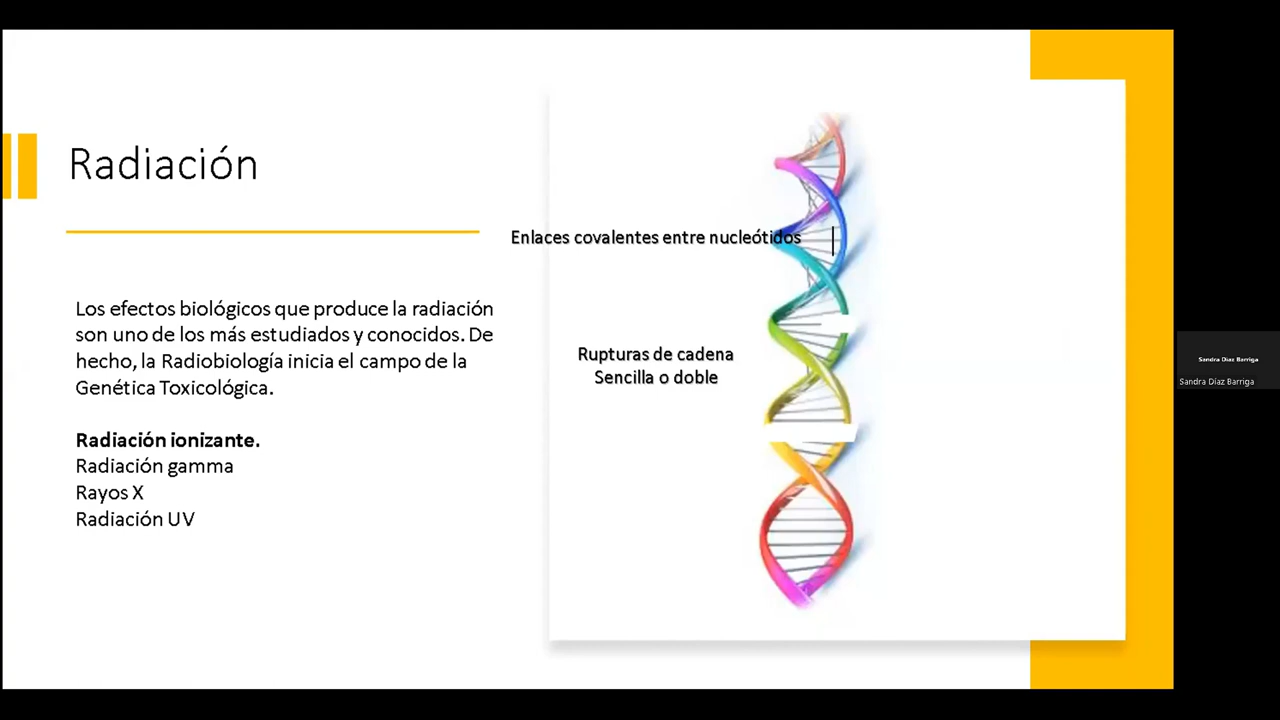 Radiación
Enlaces covalentes entre nucleótidos
Los efectos biológicos que produce la radiación
son uno de los más estudiados y conocidos. De
hecho, la Radiobiología inicia el campo de la
Genética Toxicológica.
Rupturas de cadena
Sencilla o doble
Radiación ionizante.
Radiación gamma
Rayos X
Radiación UV
Sandra Diaz Barriga
Sandra Díaz Barriga